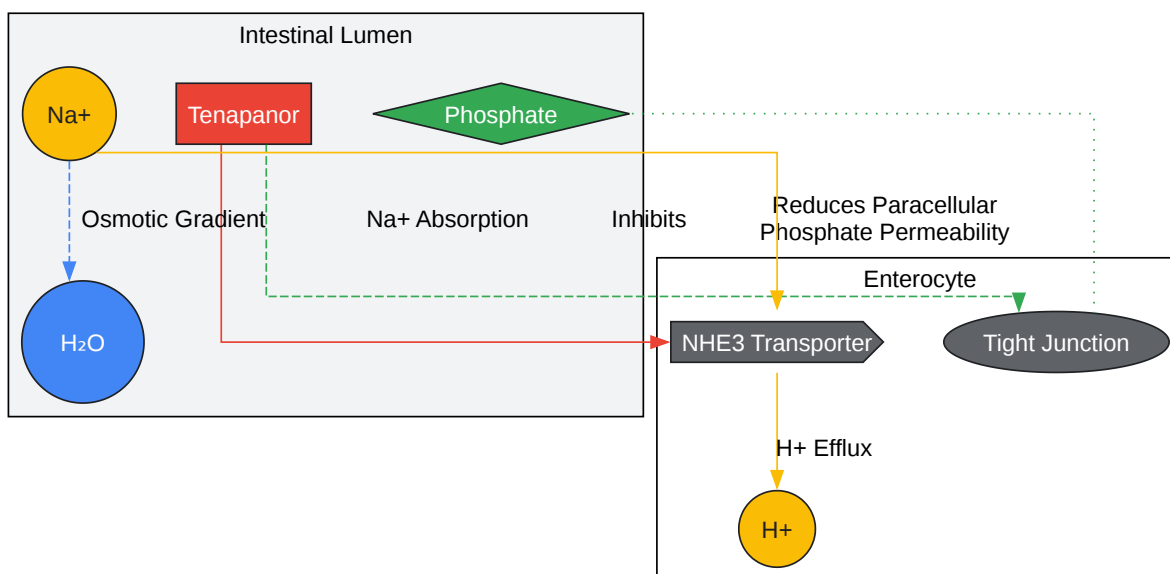 Intestinal Lumen
Na+
Tenapanor
Phosphate
Osmotic Gradient
Na+ Absorption
Inhibits
Reduces Paracellular
Phosphate Permeability
Enterocyte
H₂O
NHE3 Transporter
Tight Junction
H+ Efflux
H+